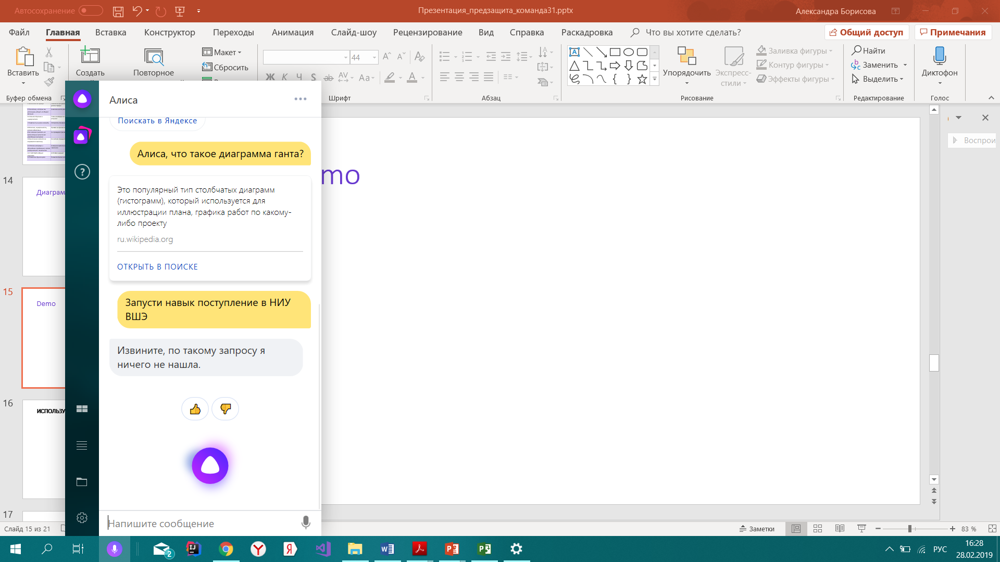 Автосохранение
Презентация_предзащита_команда31.pptx
Александра Борисова
Файл
Главная
Вставка
Конструктор
Переходы
Анимация
Слайд-шоу
Рецензирование
Вид
Справка
Раскадровка
Что вы хотите сделать?
Общий доступ
Примечания
Вставить
Создать
Повторное
Макет
Сбросить
44
Ж К Ч S ab AV Aa A
Упорядочить
Экспресс-
стили
Заливка фигуры
Контур фигуры
Эффекты фигуры
Найти
Заменить
Выделить
Диктофон
Буфер обмена
Шрифт
Абзац
Рисование
Редактирование
Голос
Алиса
Поискать в Яндексе
Алиса, что такое диаграмма ганта?
Это популярный тип столбчатых диаграмм
(гистограмм), который используется для
иллюстрации плана, графика работ по какому-
либо проекту
ru.wikipedia.org
ОТКРЫТЬ В ПОИСКЕ
Запусти навык поступление в НИУ
ВШЭ
Извините, по такому запросу я
ничего не нашла.
Напишите сообщение
14
Диаграм
15
Demo
16
ИСПОЛЬЗУ
17
mo
Воспрои
Слайд 15 из 21
Заметки
83 %
2
РУС
16:28
28.02.2019